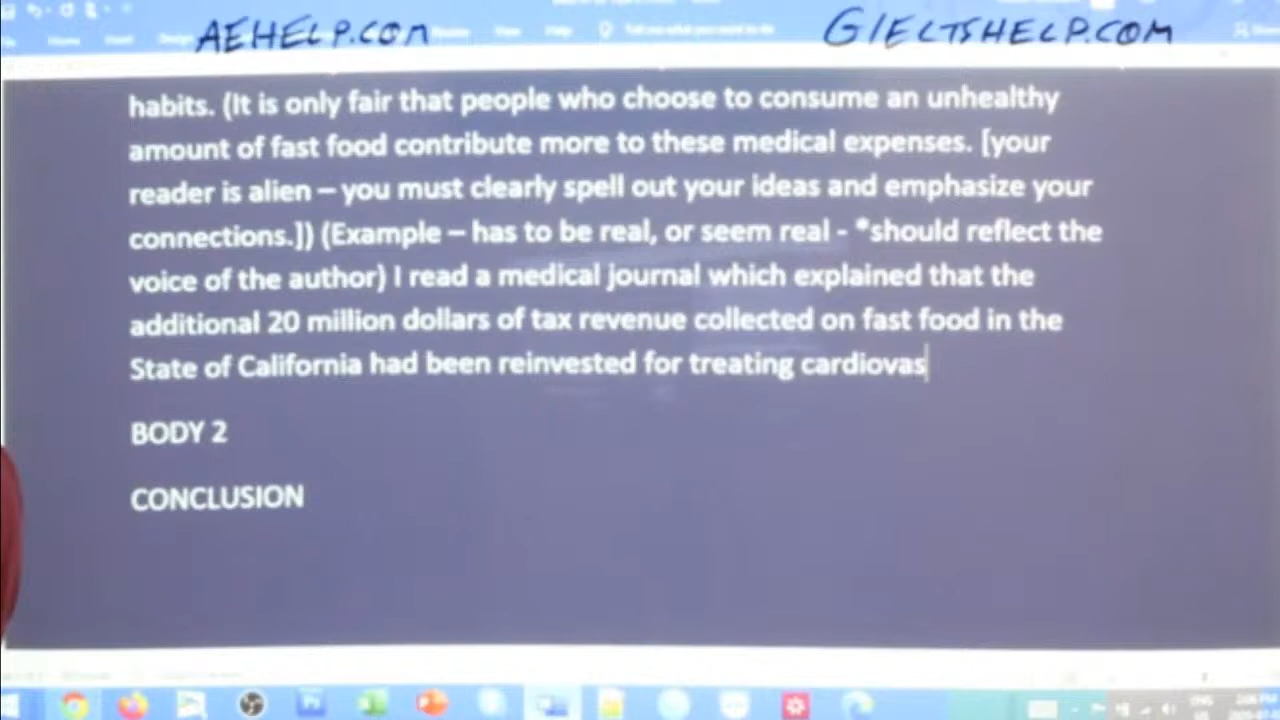 AEHELP.COM
GIELTSHELP.COM
habits. (It is only fair that people who choose to consume an unhealthy
amount of fast food contribute more to these medical expenses. [your
reader is alien – you must clearly spell out your ideas and emphasize your
connections.]) (Example – has to be real, or seem real - *should reflect the
voice of the author) I read a medical journal which explained that the
additional 20 million dollars of tax revenue collected on fast food in the
State of California had been reinvested for treating cardiovas
BODY 2
CONCLUSION